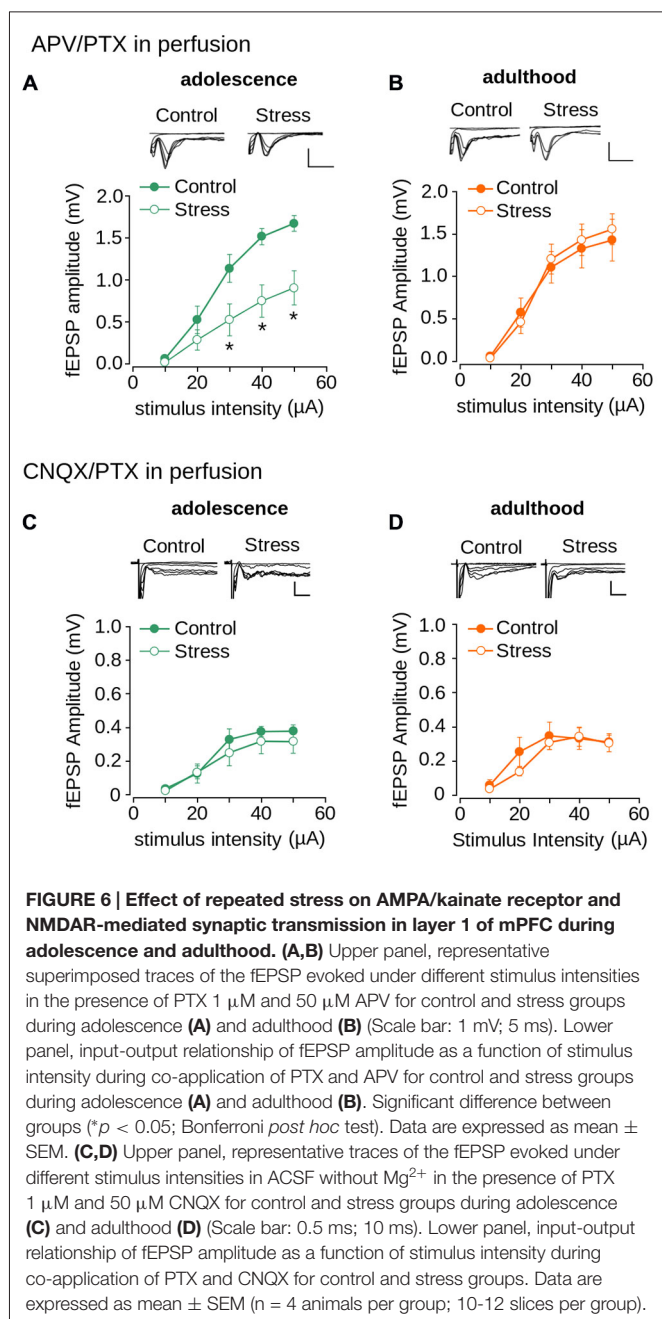 APV/PTX in perfusion
A
adolescence
Control
Stress
Control
Stress
2.0
1.5
1.0
0.5
0.0
fEPSP amplitude (mV)
* * *
0 20 40 60
stimulus intensity (μA)
B
adulthood
Control
Stress
Control
Stress
2.0
1.5
1.0
0.5
0.0
fEPSP Amplitude (mV)
0 20 40 60
stimulus intensity (μA)
CNQX/PTX in perfusion
C
adolescence
Control
Stress
Control
Stress
1.0
0.8
0.6
0.4
0.2
0
fEPSP Amplitude (mV)
0 20 40 60
stimulus intensity (μA)
D
adulthood
Control
Stress
Control
Stress
1.0
0.8
0.6
0.4
0.2
0
fEPSP Amplitude (mV)
0 20 40 60
Stimulus Intensity (μA)
FIGURE 6 | Effect of repeated stress on AMPA/kainate receptor and
NMDAR-mediated synaptic transmission in layer 1 of mPFC during
adolescence and adulthood. (A,B) Upper panel, representative
superimposed traces of the fEPSP evoked under different stimulus intensities
in the presence of PTX 1 μM and 50 μM APV for control and stress groups
during adolescence (A) and adulthood (B) (Scale bar: 1 mV; 5 ms). Lower
panel, input-output relationship of fEPSP amplitude as a function of stimulus
intensity during co-application of PTX and APV for control and stress groups
during adolescence (A) and adulthood (B). Significant difference between
groups (*p < 0.05; Bonferroni post hoc test). Data are expressed as mean ±
SEM. (C,D) Upper panel, representative traces of the fEPSP evoked under
different stimulus intensities in ACSF without Mg2+ in the presence of PTX
1 μM and 50 μM CNQX for control and stress groups during adolescence
(C) and adulthood (D) (Scale bar: 0.5 ms; 10 ms). Lower panel, input-output
relationship of fEPSP amplitude as a function of stimulus intensity during
co-application of PTX and CNQX for control and stress groups. Data are
expressed as mean ± SEM (n = 4 animals per group; 10-12 slices per group).